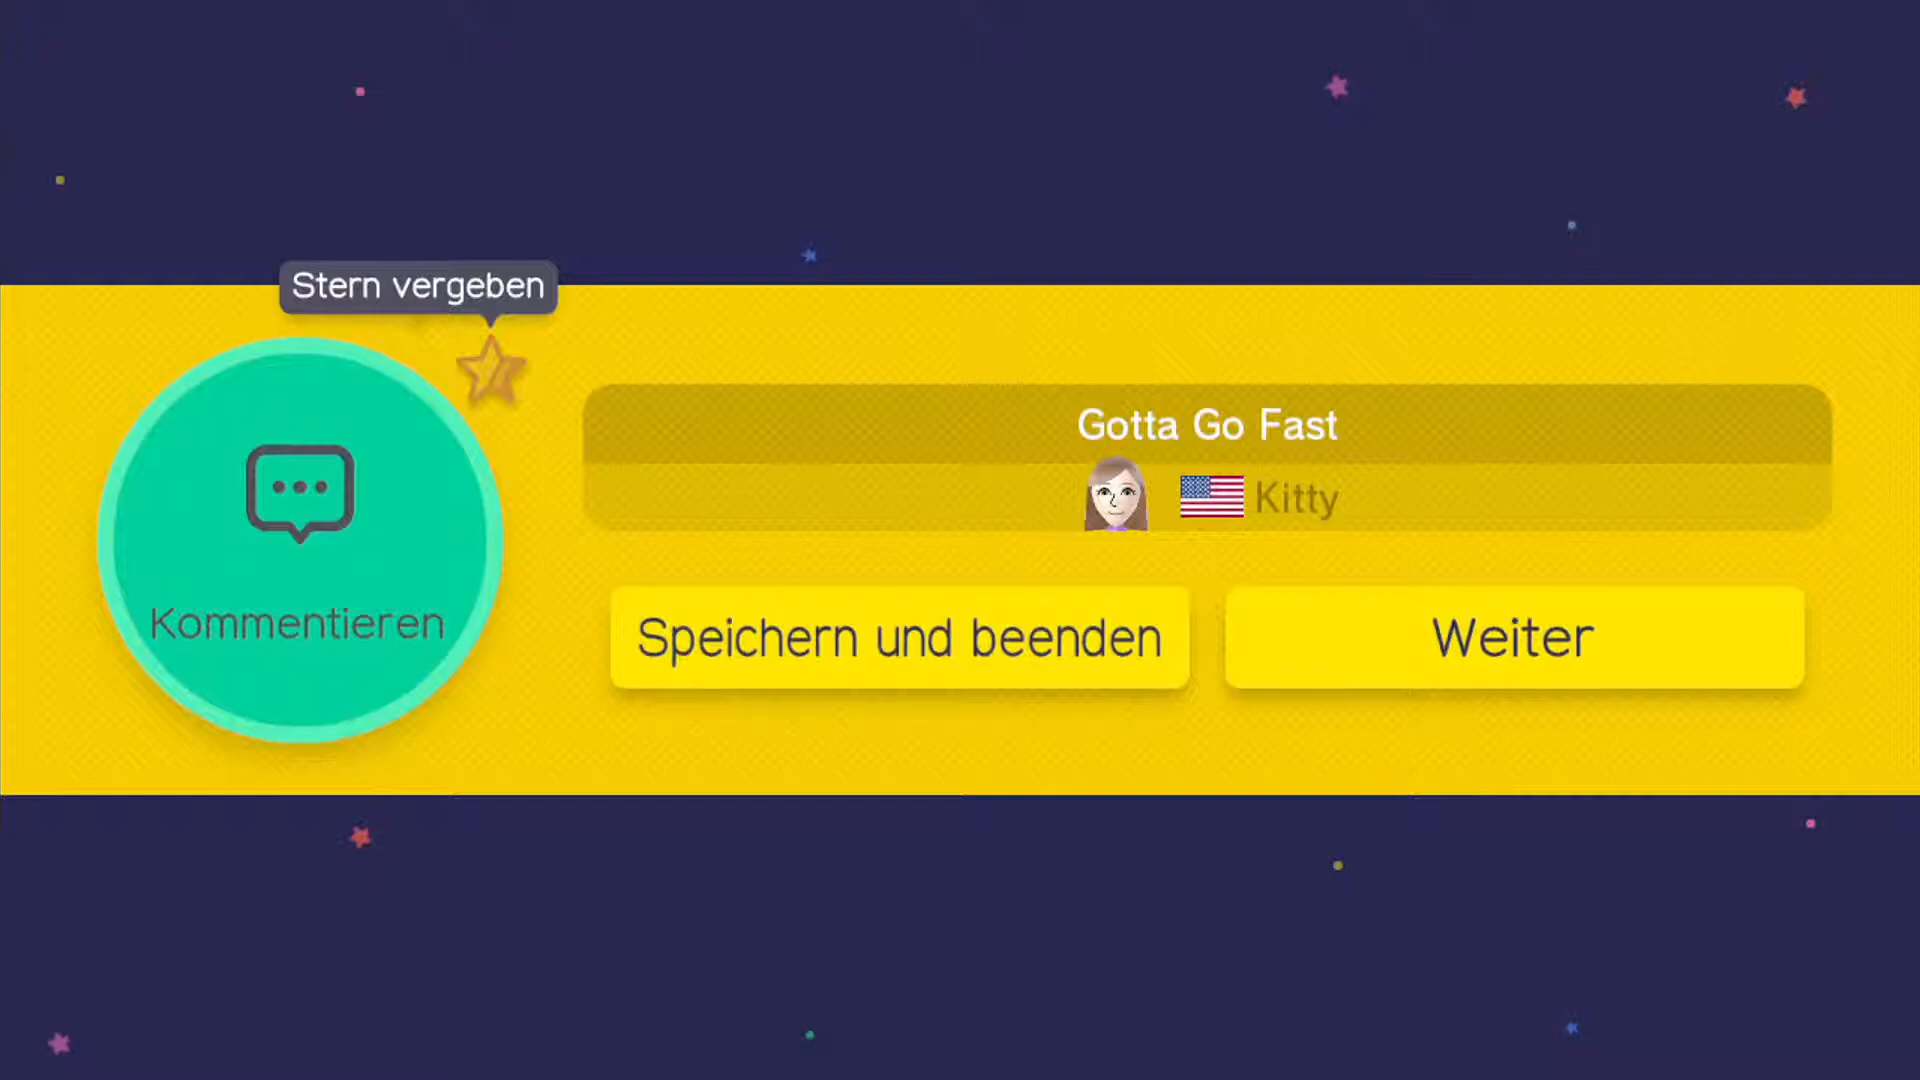 Stern vergeben
Gotta Go Fast
Kitty
Kommentieren
Speichern und beenden
Weiter